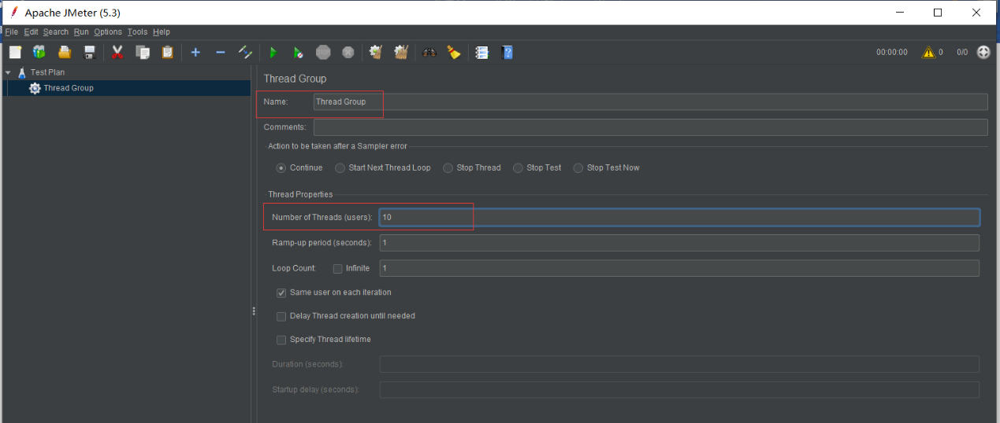 Apache JMeter (5.3)
File Edit Search Run Options Tools Help
00:00:00 0 0/0
Test Plan
Thread Group
Thread Group
Name: Thread Group
Comments:
Action to be taken after a Sampler error
Continue Start Next Thread Loop Stop Thread Stop Test Stop Test Now
Thread Properties
Number of Threads (users): 10
Ramp-up period (seconds): 1
Loop Count: Infinite 1
Same user on each iteration
Delay Thread creation until needed
Specify Thread lifetime
Duration (seconds):
Startup delay (seconds):